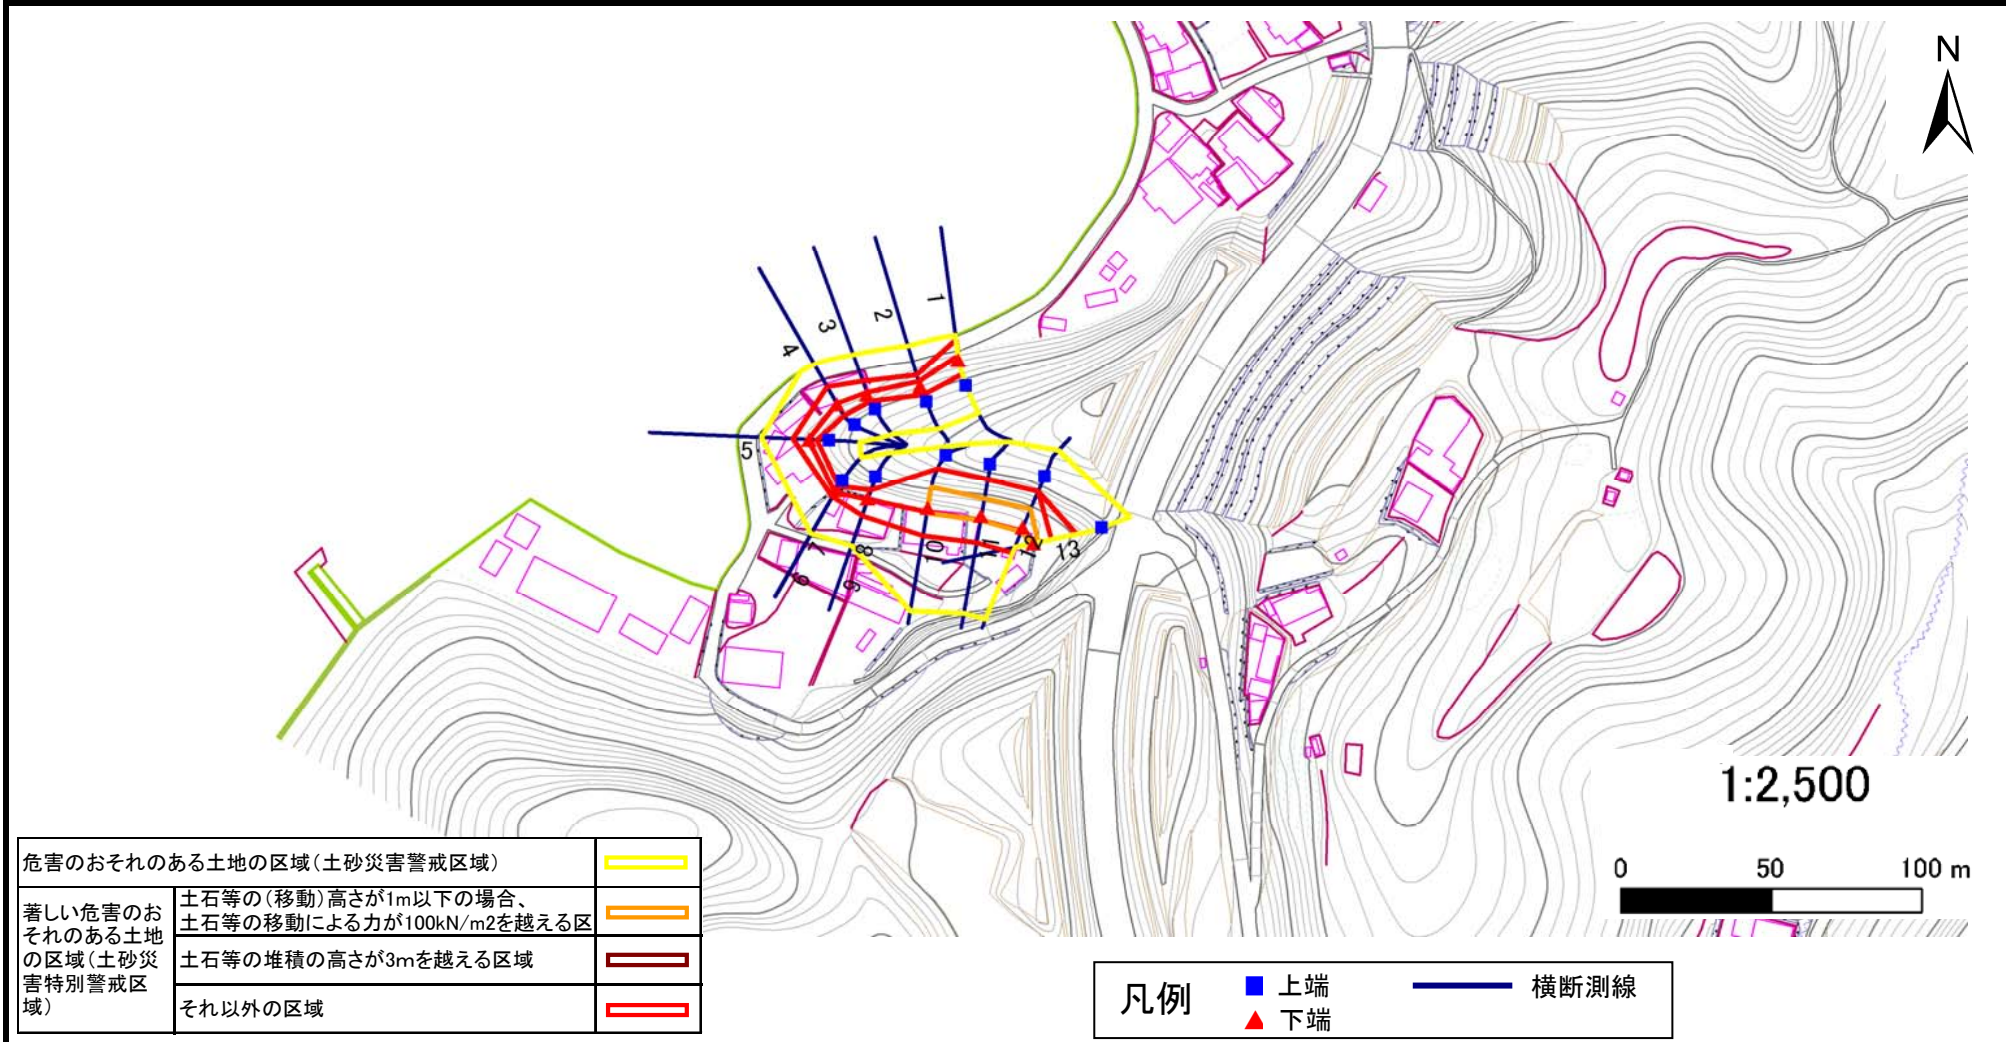 N
1
2
3
4
5
7
8
10
11
12
13
6
9
1:2,500
0 50 100 m
危害のおそれのある土地の区域(土砂災害警戒区域)
著しい危害のお
それのある土地
の区域(土砂災
害特別警戒区
域)
土石等の(移動)高さが1m以下の場合、
土石等の移動による力が100kN/m2を越える区
土石等の堆積の高さが3mを越える区域
それ以外の区域
凡例
上端
下端
横断測線